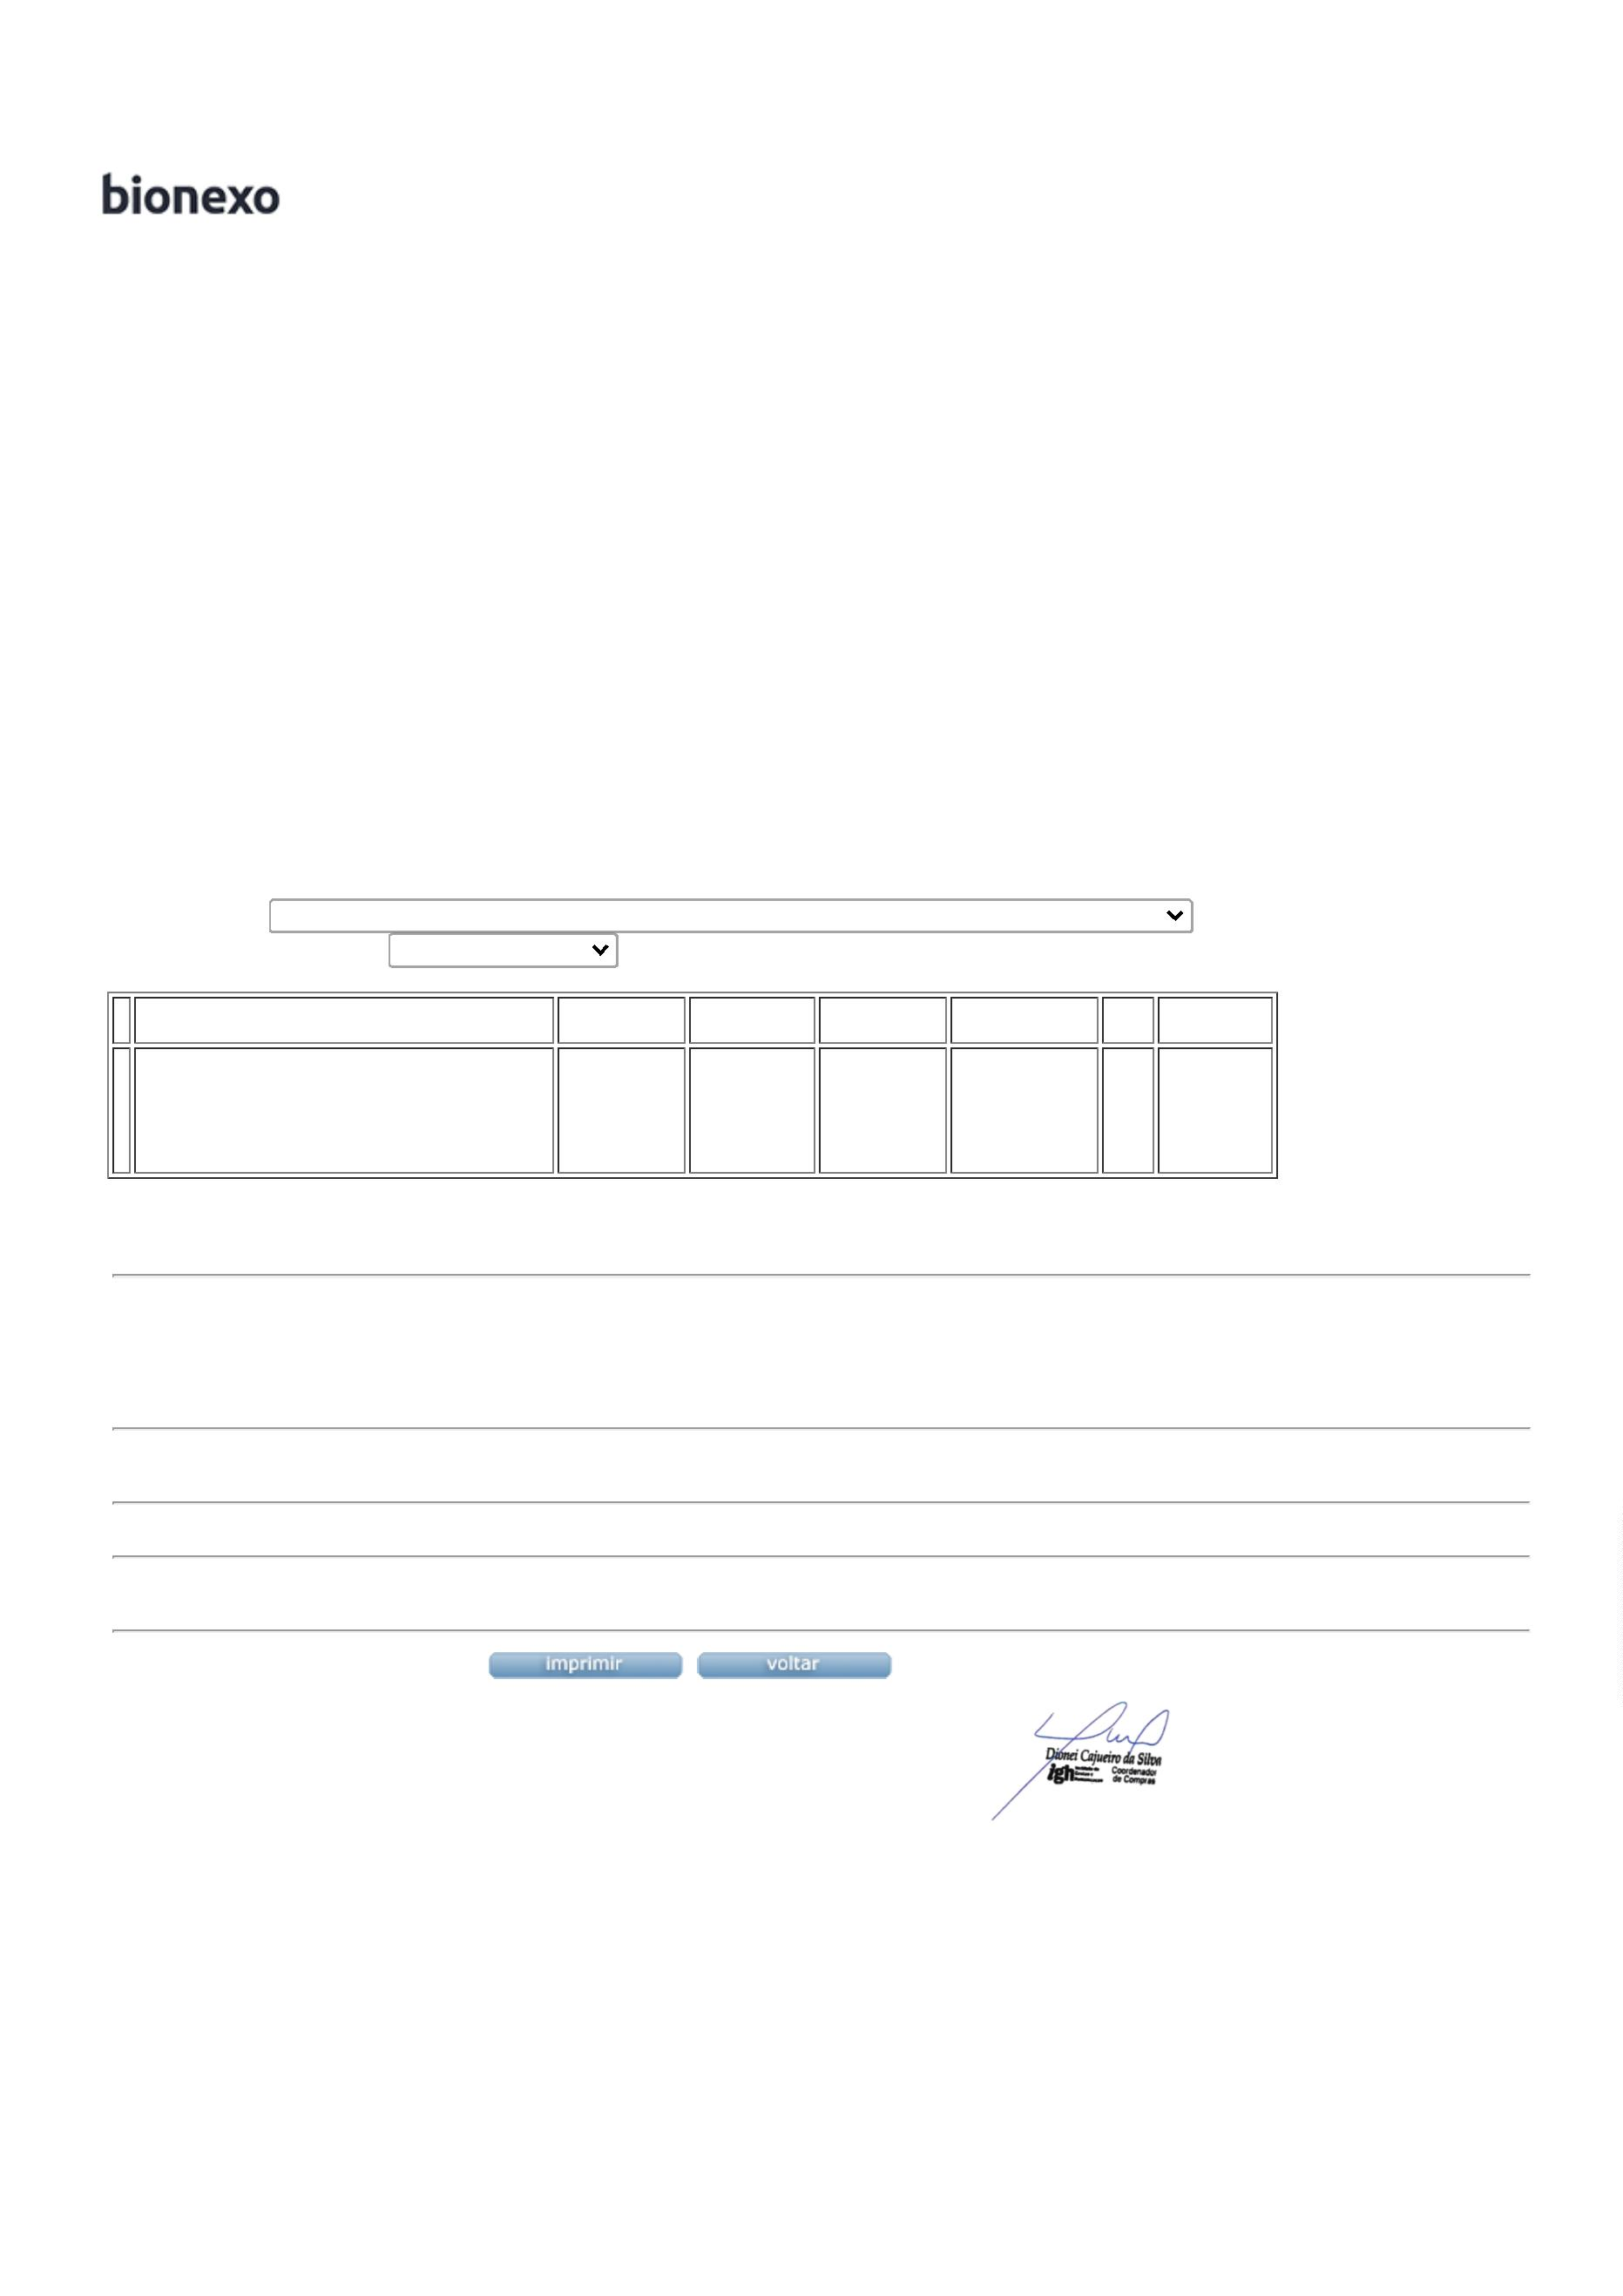 bionexo
imprimir voltar
Dionei Cajueiro da Silva
igh Coordenador
de Compras